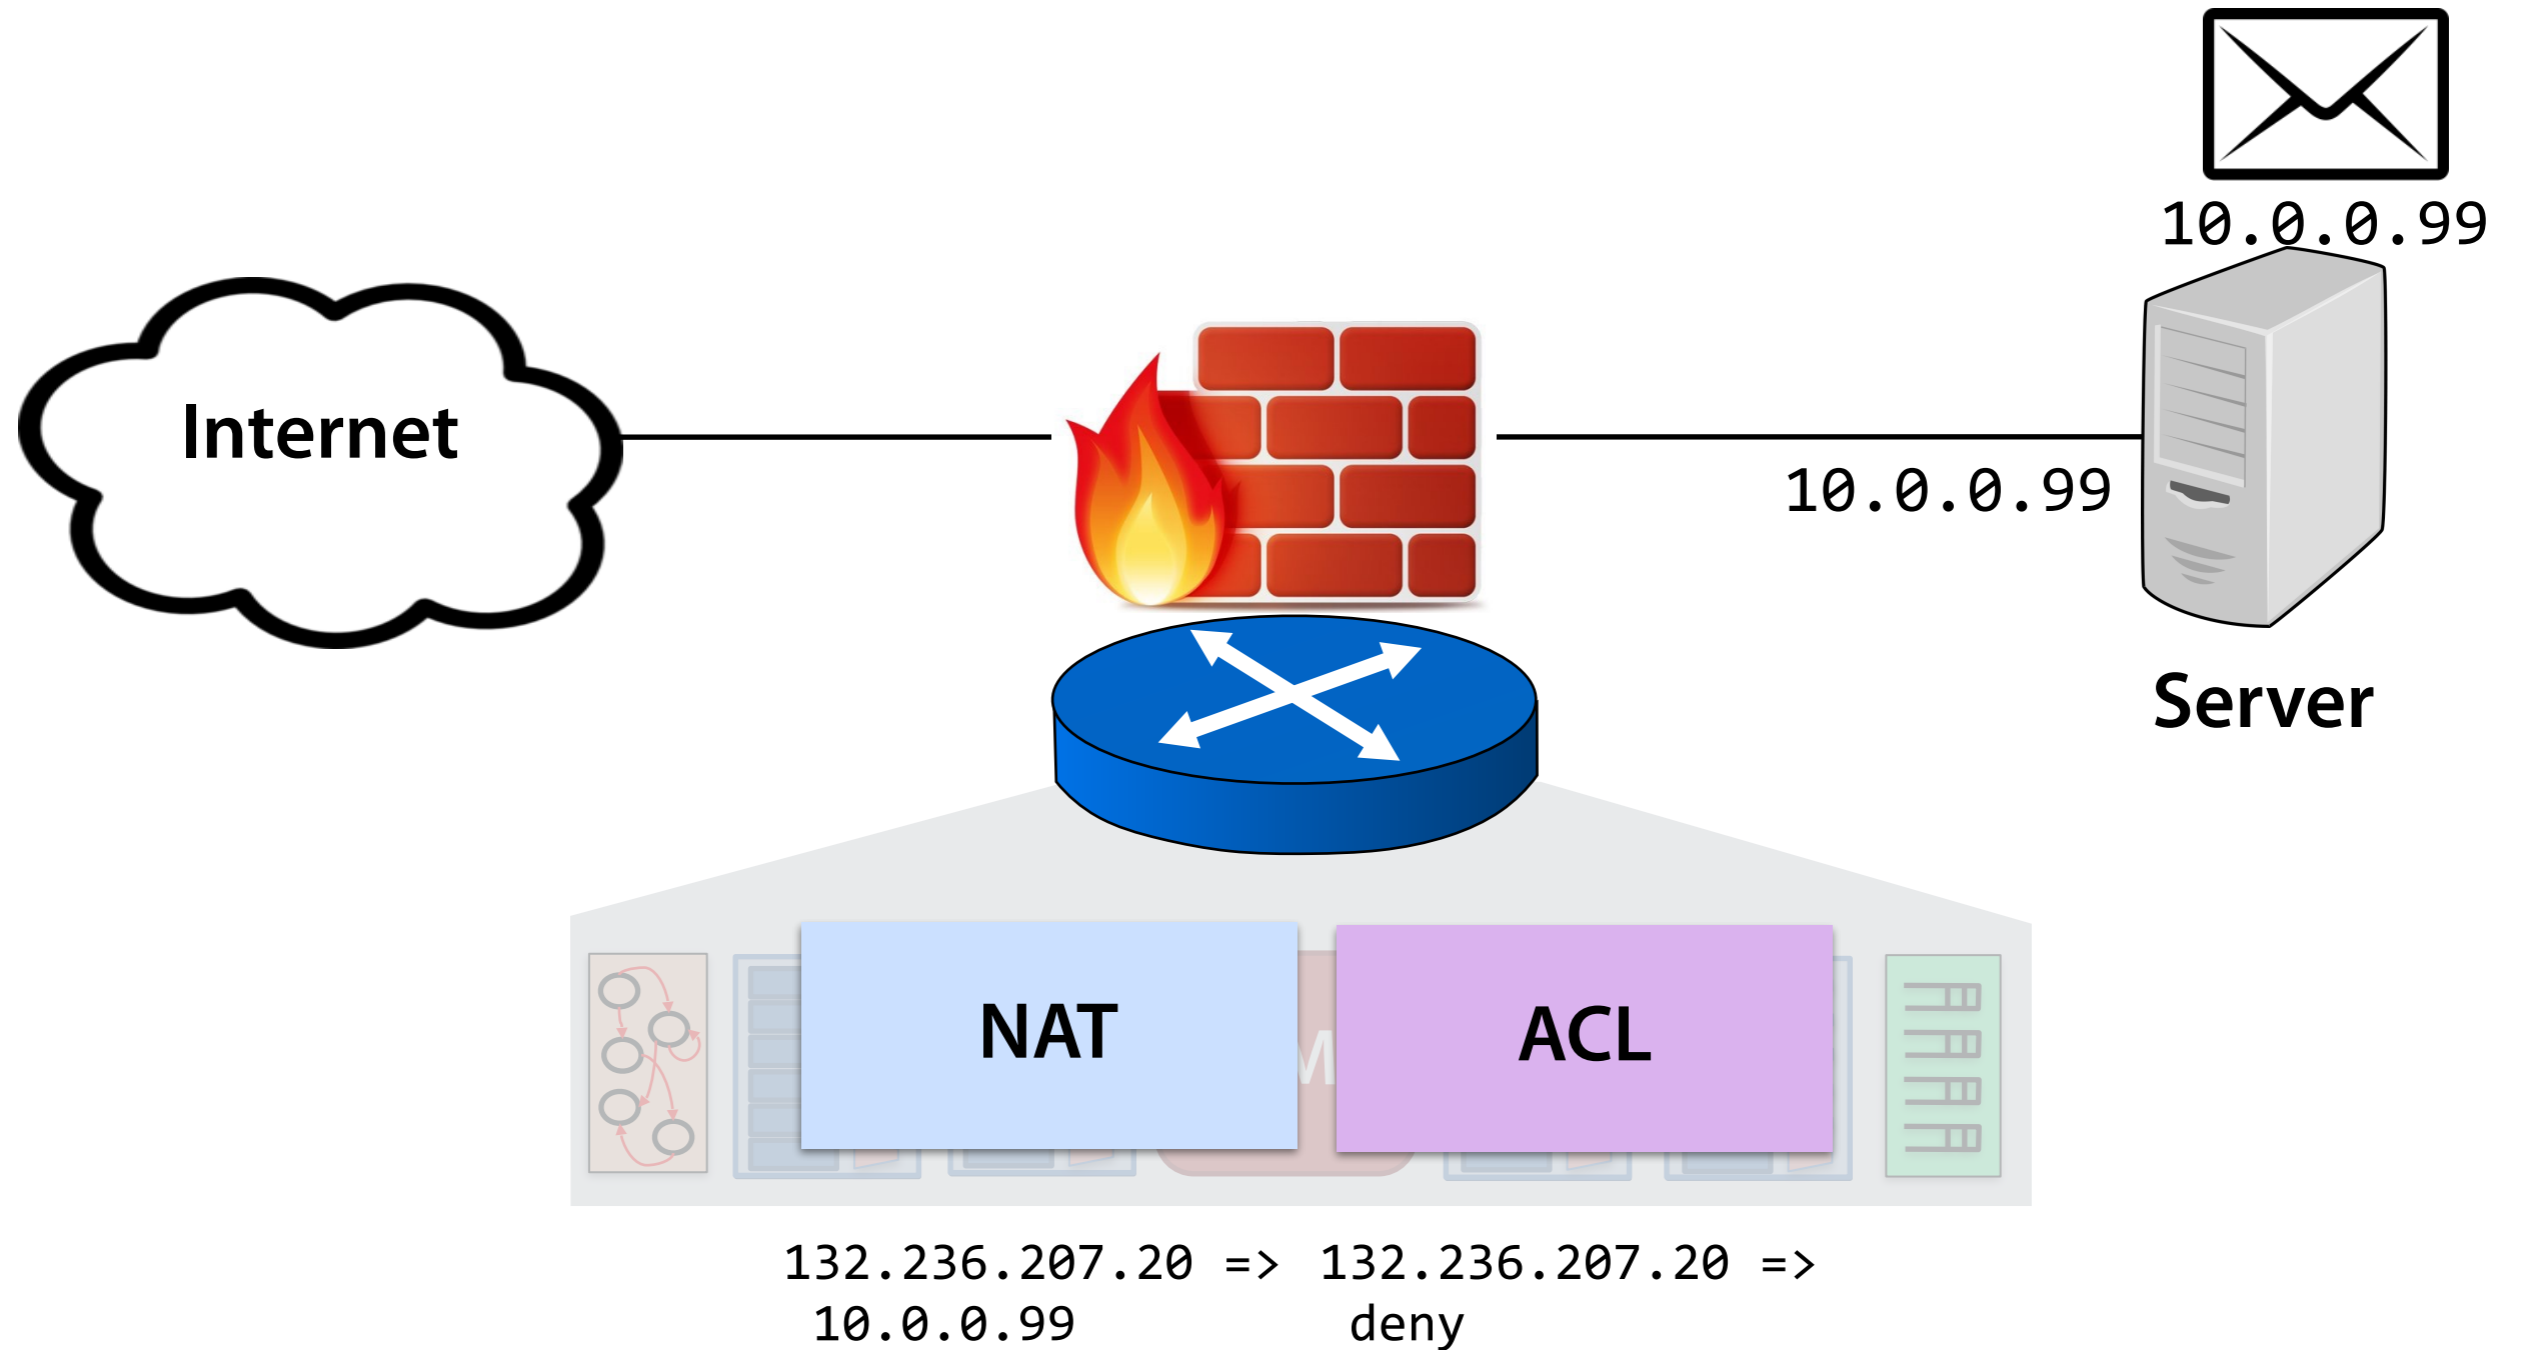 10.0.0.99
Internet
10.0.0.99
Server
NAT
M
ACL
132.236.207.20 =>
10.0.0.99
132.236.207.20 =>
deny